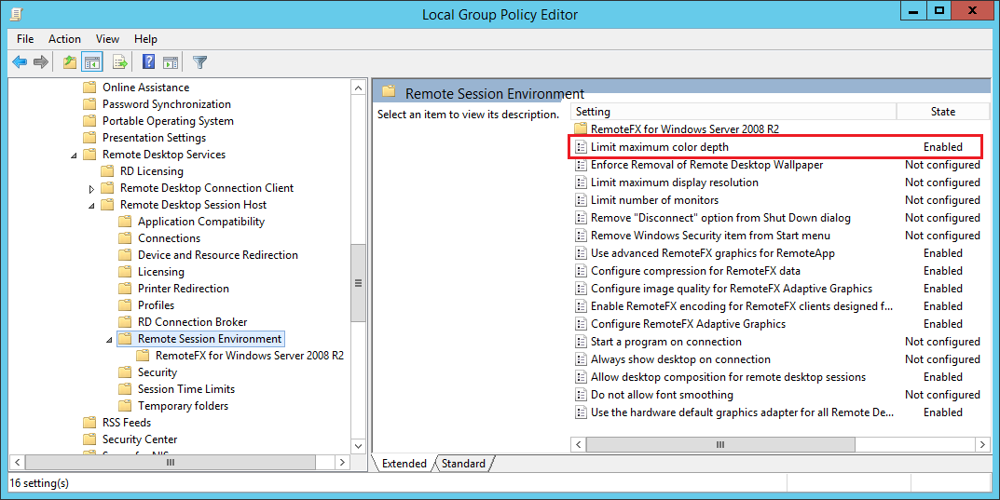 Local Group Policy Editor
File Action View Help
Online Assistance
Password Synchronization
Portable Operating System
Presentation Settings
Remote Desktop Services
RD Licensing
Remote Desktop Connection Client
Remote Desktop Session Host
Application Compatibility
Connections
Device and Resource Redirection
Licensing
Printer Redirection
Profiles
RD Connection Broker
Remote Session Environment
RemoteFX for Windows Server 2008 R2
Security
Session Time Limits
Temporary folders
RSS Feeds
Security Center
Remote Session Environment
Select an item to view its description.
Setting State
RemoteFX for Windows Server 2008 R2
Limit maximum color depth Enabled
Enforce Removal of Remote Desktop Wallpaper Not configured
Limit maximum display resolution Not configured
Limit number of monitors Not configured
Remove "Disconnect" option from Shut Down dialog Not configured
Remove Windows Security item from Start menu Not configured
Use advanced RemoteFX graphics for RemoteApp Enabled
Configure compression for RemoteFX data Enabled
Configure image quality for RemoteFX Adaptive Graphics Enabled
Enable RemoteFX encoding for RemoteFX clients designed f... Enabled
Configure RemoteFX Adaptive Graphics Enabled
Start a program on connection Not configured
Always show desktop on connection Not configured
Allow desktop composition for remote desktop sessions Enabled
Do not allow font smoothing Not configured
Use the hardware default graphics adapter for all Remote De... Enabled
Extended Standard
16 setting(s)